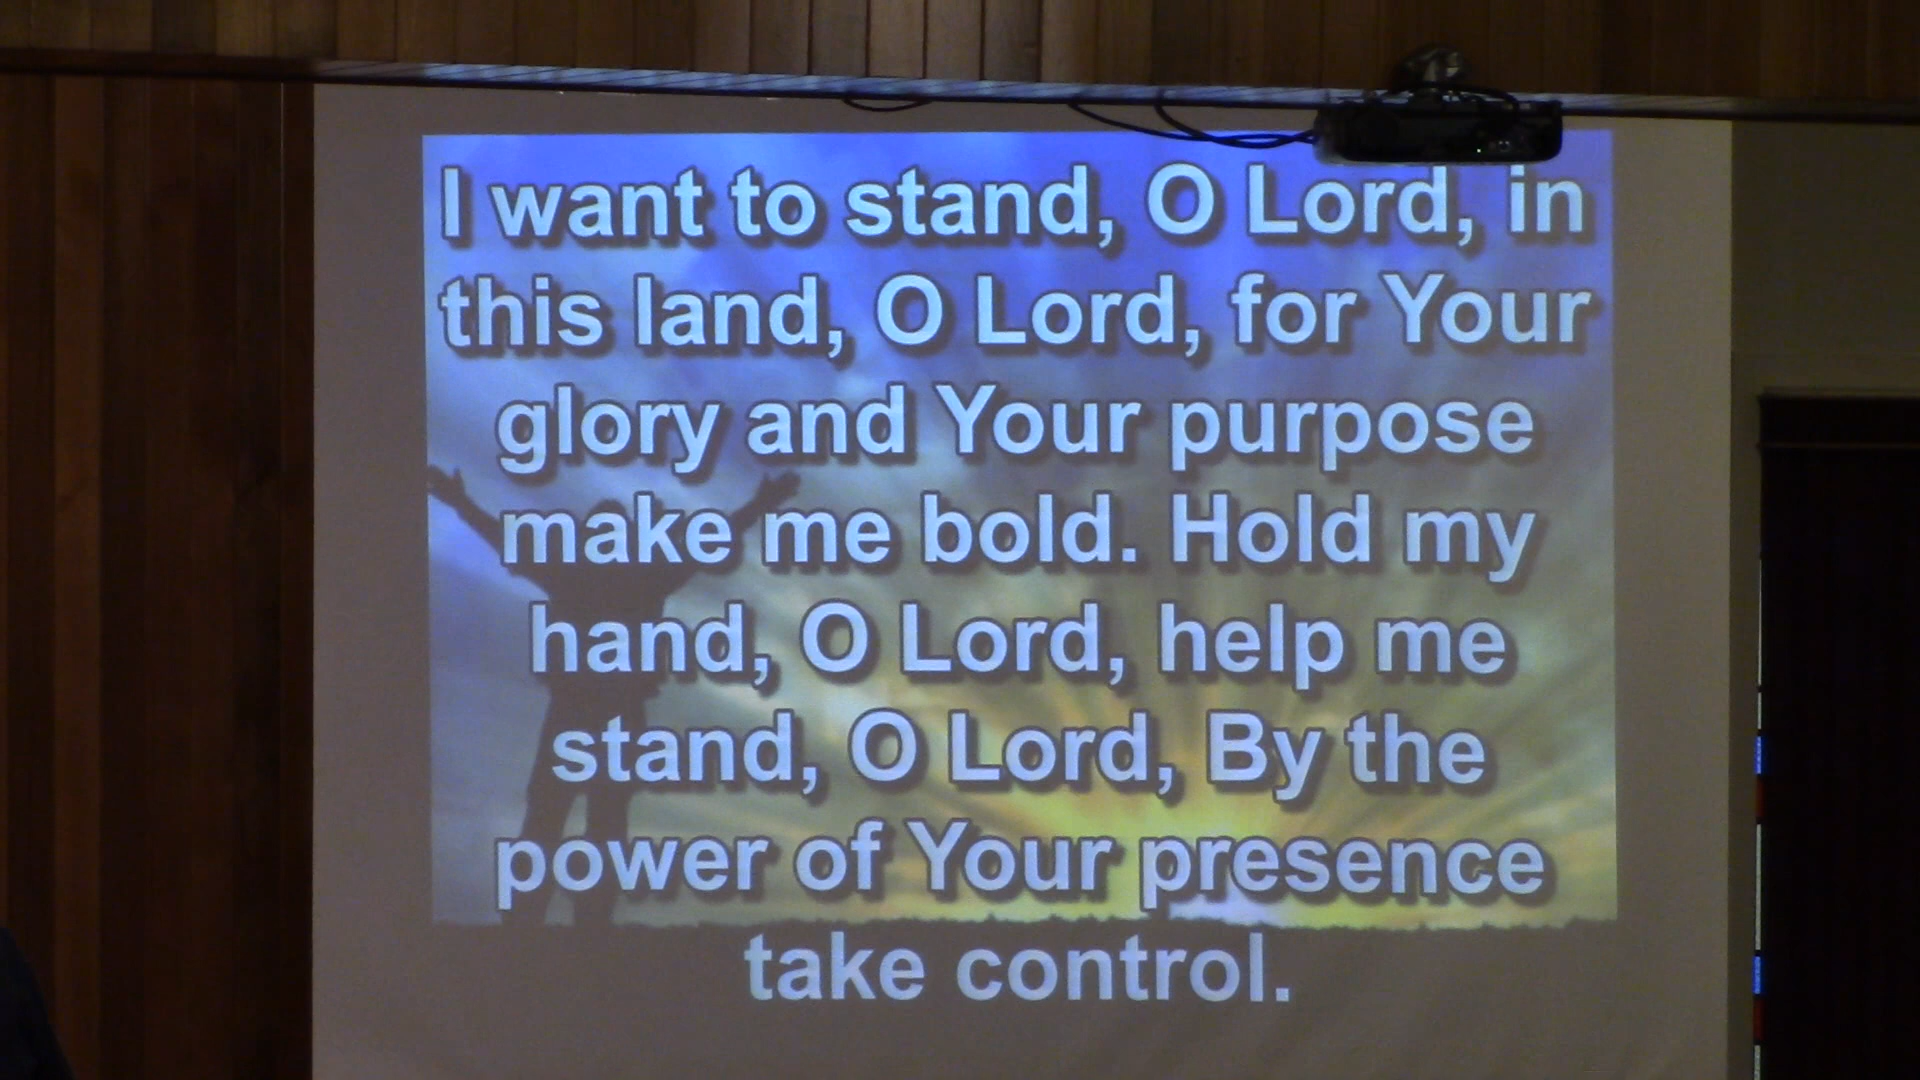 I want to stand, O Lord, in
this land, O Lord, for Your
glory and Your purpose
make me bold. Hold my
hand, O Lord, help me
stand, O Lord, By the
power of Your presence
take control.